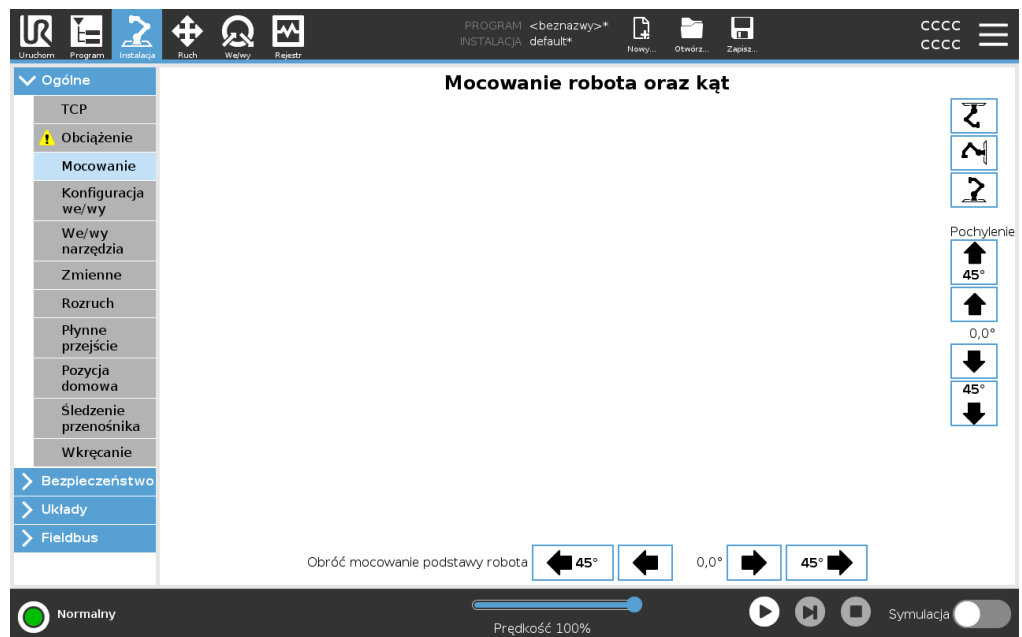 PROGRAM <beznazwy>*
INSTALACJA default*
Uruchom Program Instalacja Ruch We/wy Rejestr
Nowy... Otwórz... Zapisz...
CCCC
CCCC
Ogólne
TCP
Obciążenie
Mocowanie
Konfiguracja
we/wy
We/wy
narzędzia
Zmienne
Rozruch
Płynne
przejście
Pozycja
domowa
Śledzenie
przenośnika
Wkręcanie
Bezpieczeństwo
Układy
Fieldbus
Mocowanie robota oraz kąt
Pochylenie
45°
0,0°
45°
Obróć mocowanie podstawy robota 45° 0,0° 45°
Normalny
Prędkość 100%
Symulacja